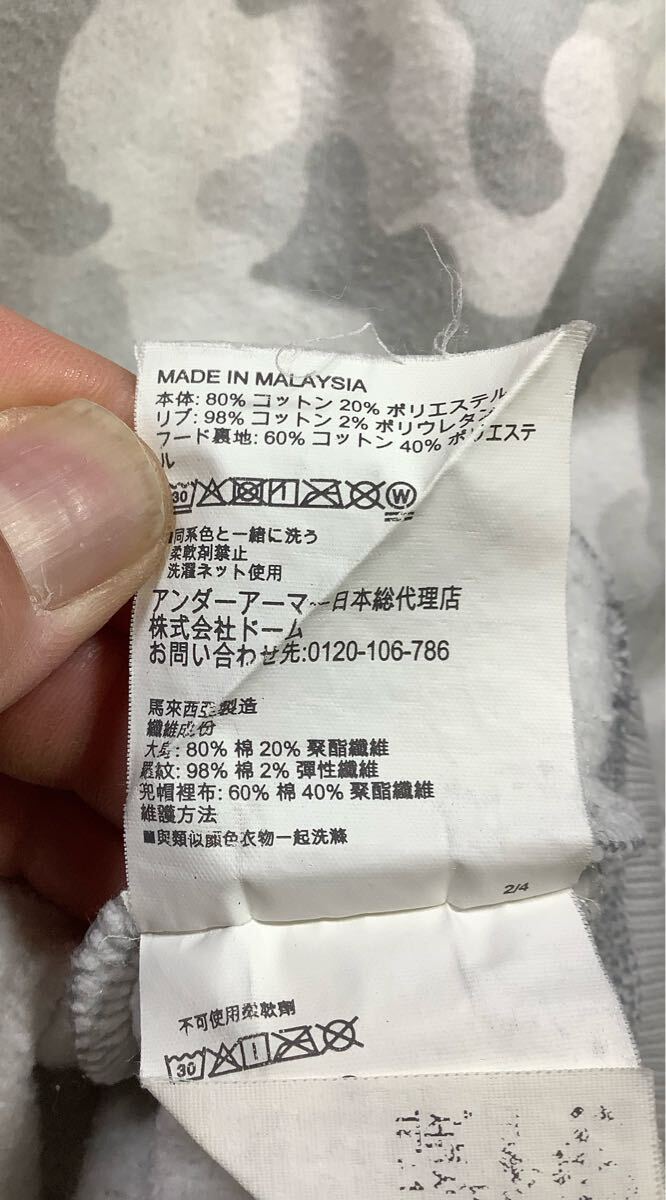 MADE IN MALAYSIA
本体: 80% コットン 20% ポリエステル
リブ: 98% コットン 2% ポリウレタン
フード裏地: 60% コットン 40% ポリエステ
ル
30 W
■同系色と一緒に洗う
柔軟剤禁止
洗濯ネット使用
アンダーアーマー日本総代理店
株式会社ドーム
お問い合わせ先:0120-106-786
馬來西亞製造
纖維成份
大身: 80% 棉 20% 聚酯纖維
羅紋: 98% 棉 2% 彈性纖維
兜帽裡布: 60% 棉 40% 聚酯纖維
維護方法
■與類似顏色衣物一起洗滌
2/4
不可使用柔軟劑
30